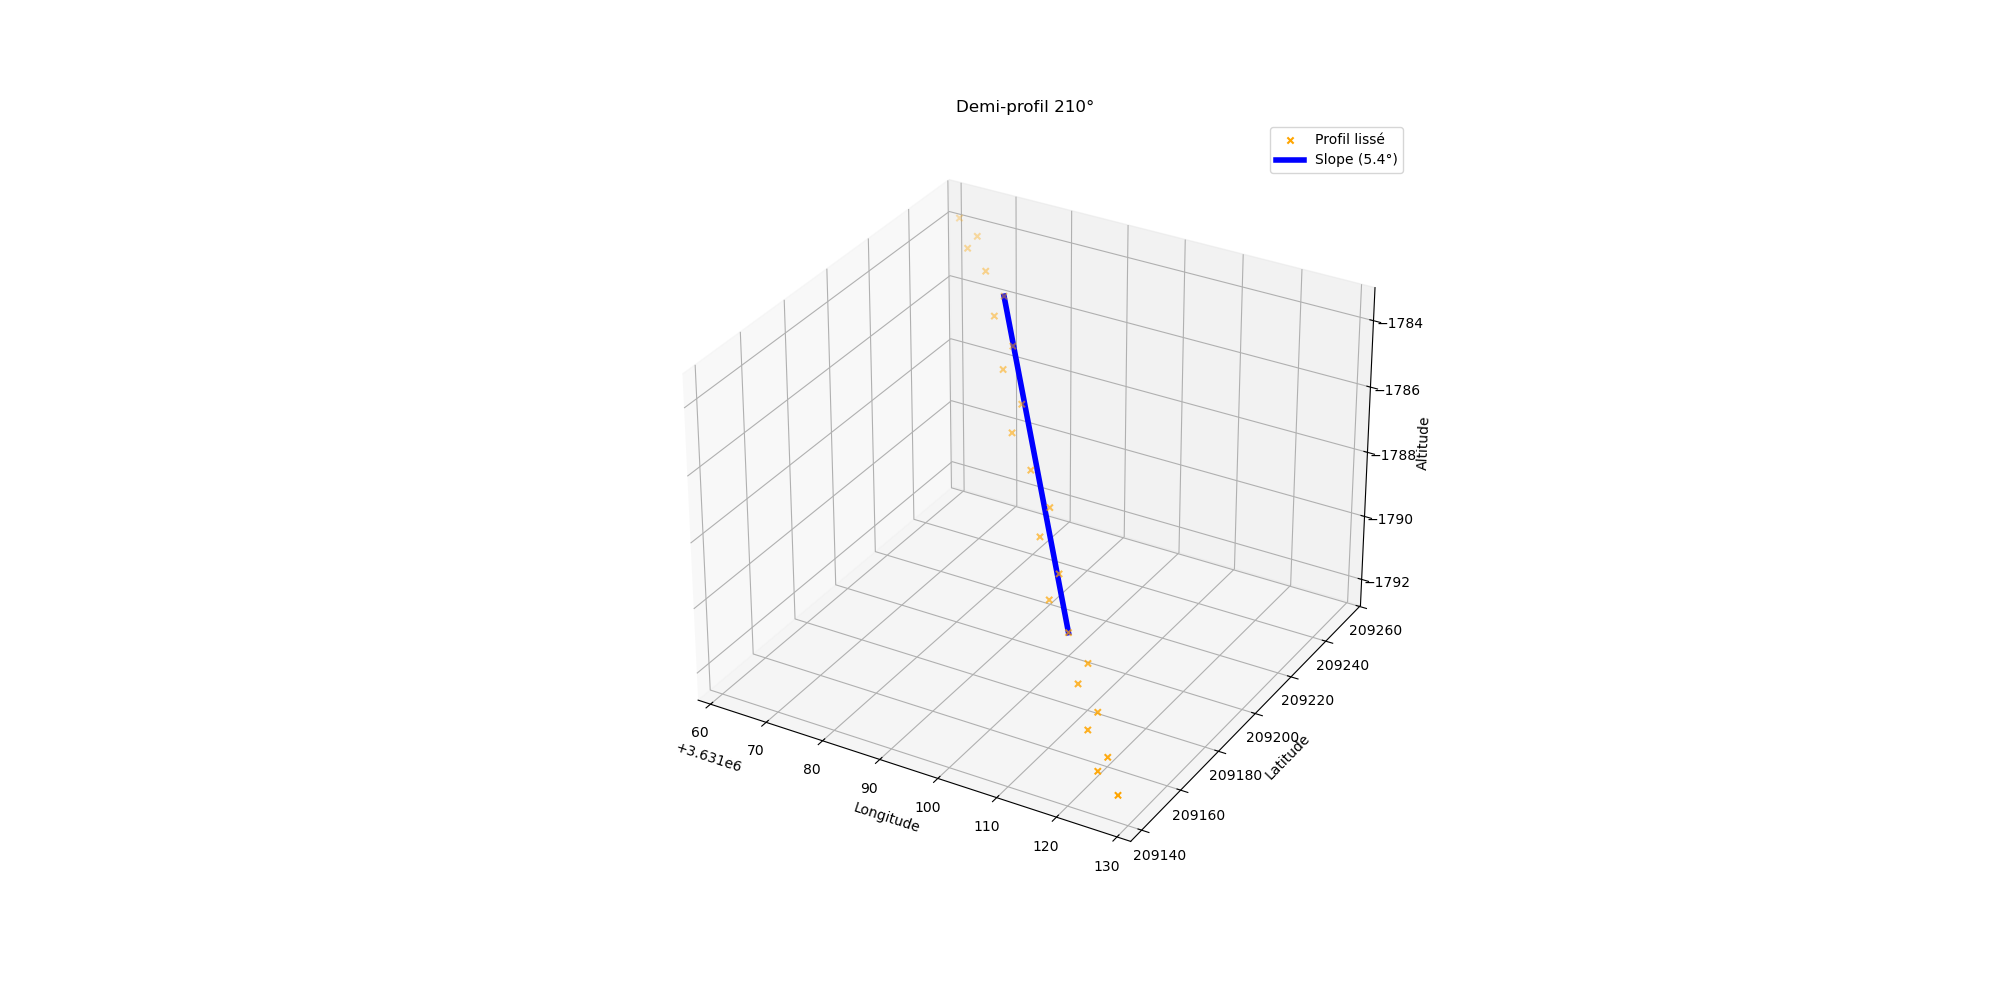 Demi-profil 210°
Profil lissé
Slope (5.4°)
−1784
−1786
−1788
−1790
−1792
Altitude
209260
209240
209220
209200
209180
209160
209140
Latitude
60
70
80
90
100
110
120
130
+3.631e6
Longitude